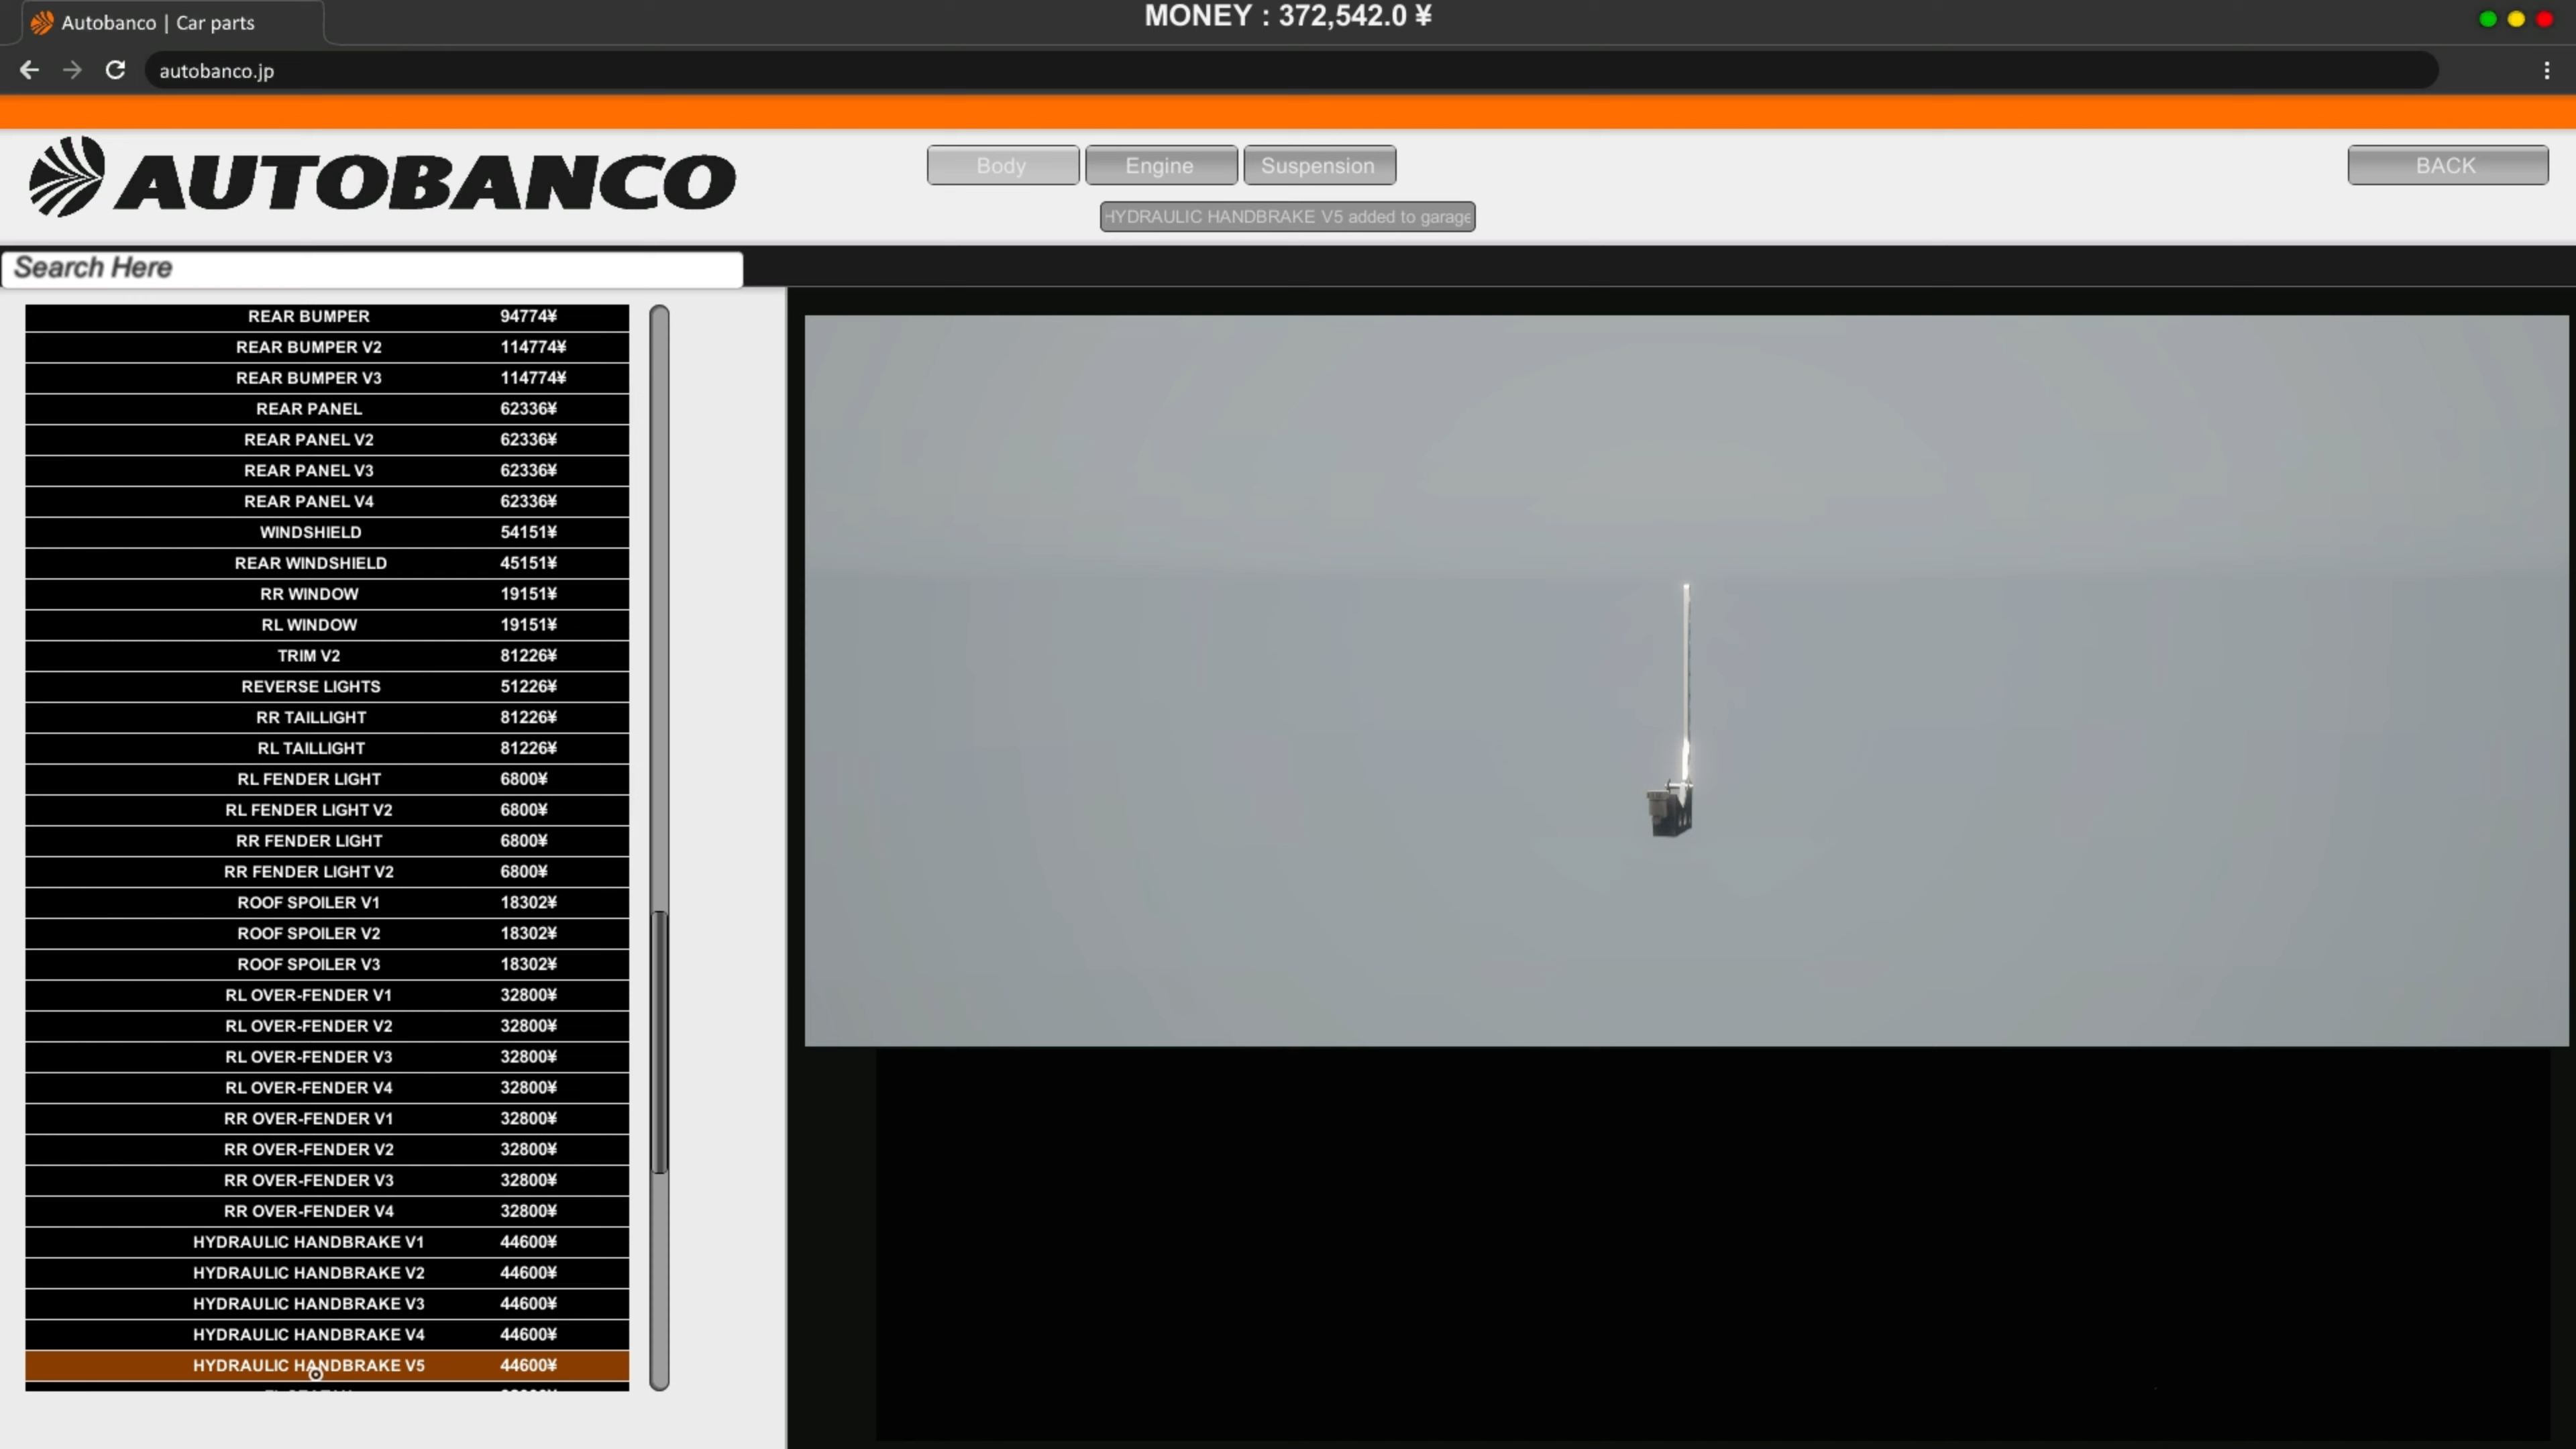 Autobanco | Car parts
MONEY : 372,542.0 ¥
autobanco.jp
AUTOBANCO
Body
Engine
Suspension
BACK
HYDRAULIC HANDBRAKE V5 added to garage
Search Here
REAR BUMPER 94774¥
REAR BUMPER V2 114774¥
REAR BUMPER V3 114774¥
REAR PANEL 62336¥
REAR PANEL V2 62336¥
REAR PANEL V3 62336¥
REAR PANEL V4 62336¥
WINDSHIELD 54151¥
REAR WINDSHIELD 45151¥
RR WINDOW 19151¥
RL WINDOW 19151¥
TRIM V2 81226¥
REVERSE LIGHTS 51226¥
RR TAILLIGHT 81226¥
RL TAILLIGHT 81226¥
RL FENDER LIGHT 6800¥
RL FENDER LIGHT V2 6800¥
RR FENDER LIGHT 6800¥
RR FENDER LIGHT V2 6800¥
ROOF SPOILER V1 18302¥
ROOF SPOILER V2 18302¥
ROOF SPOILER V3 18302¥
RL OVER-FENDER V1 32800¥
RL OVER-FENDER V2 32800¥
RL OVER-FENDER V3 32800¥
RL OVER-FENDER V4 32800¥
RR OVER-FENDER V1 32800¥
RR OVER-FENDER V2 32800¥
RR OVER-FENDER V3 32800¥
RR OVER-FENDER V4 32800¥
HYDRAULIC HANDBRAKE V1 44600¥
HYDRAULIC HANDBRAKE V2 44600¥
HYDRAULIC HANDBRAKE V3 44600¥
HYDRAULIC HANDBRAKE V4 44600¥
HYDRAULIC HANDBRAKE V5 44600¥